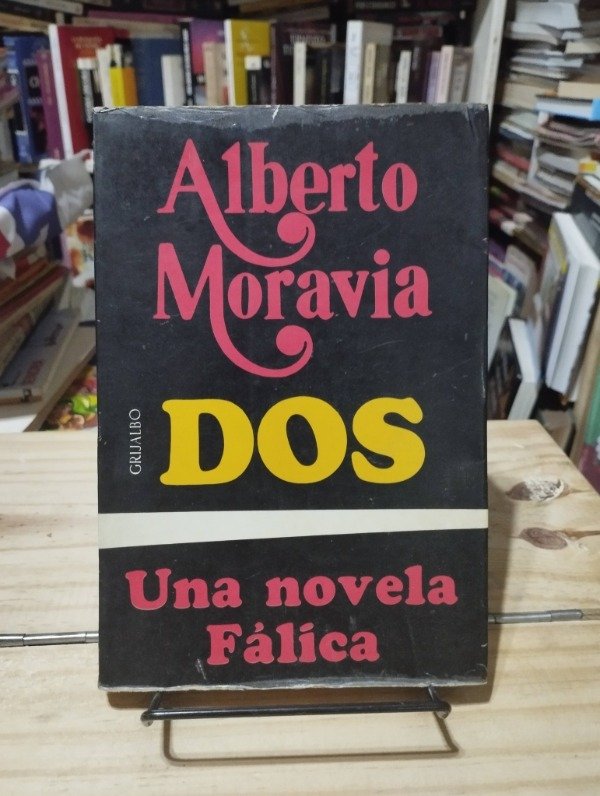 Alberto
Moravia
DOS
GRIJALBO
Una novela
Fálica